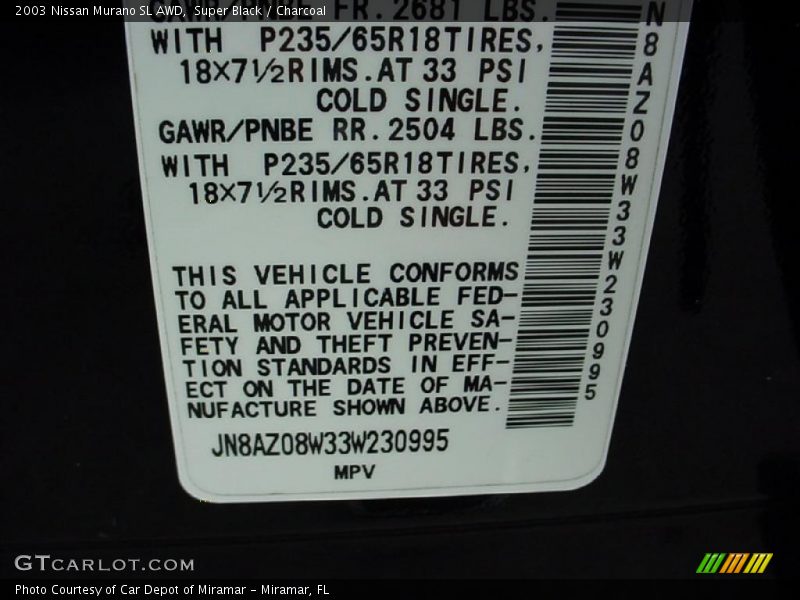 2003 Nissan Murano SL AWD, Super Black / Charcoal
GAWR/PNBE FR. 2681 LBS.
WITH P235/65R18TIRES,
18X7½RIMS.AT 33 PSI
COLD SINGLE.
GAWR/PNBE RR. 2504 LBS.
WITH P235/65R18TIRES,
18X7½RIMS.AT 33 PSI
COLD SINGLE.
THIS VEHICLE CONFORMS
TO ALL APPLICABLE FED-
ERAL MOTOR VEHICLE SA-
FETY AND THEFT PREVEN-
TION STANDARDS IN EFF-
ECT ON THE DATE OF MA-
NUFACTURE SHOWN ABOVE.
JN8AZ08W33W230995
MPV
N8AZ08W33W230995
GTCARLOT.COM
Photo Courtesy of Car Depot of Miramar - Miramar, FL